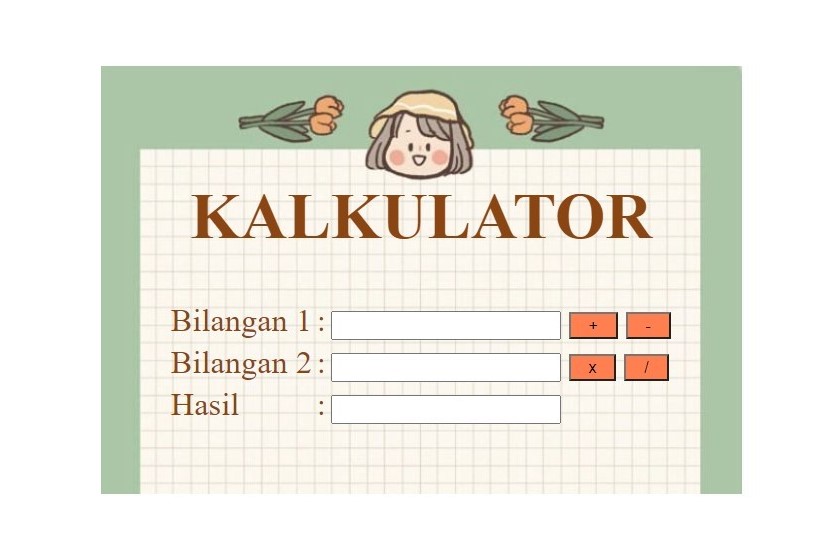 KALKULATOR
Bilangan 1 : + -
Bilangan 2 : x /
Hasil :